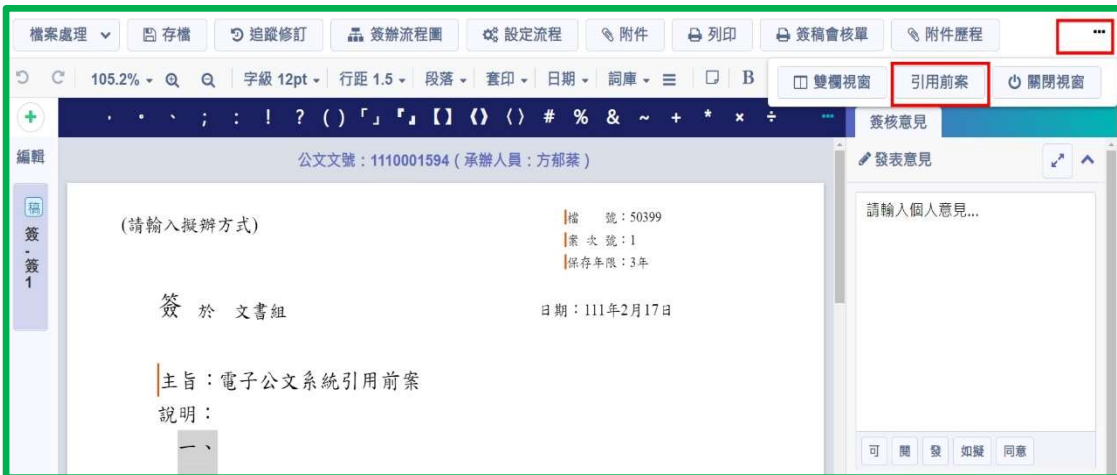 檔案處理 存檔 追蹤修訂 簽辦流程圖 設定流程 附件 列印 簽稿會核單 附件歷程 ...
105.2% 字級 12pt 行距 1.5 段落 套印 日期 詞庫 B
雙欄視窗 引用前案 關閉視窗
， 。 、 ； ： ！ ？ ( ) 「 」 『 』 【 】 《 》 〈 〉 # % & ~ + * × ÷ ...
簽核意見
編輯
公文文號：1110001594 ( 承辦人員：方郁棻 )
發表意見
稿
簽-簽1
(請輸入擬辦方式)
檔 號：50399
案 次 號：1
保存年限：3年
請輸入個人意見...
簽 於 文書組
日期：111年2月17日
主旨：電子公文系統引用前案
說明：
一、
可 閱 發 如擬 同意